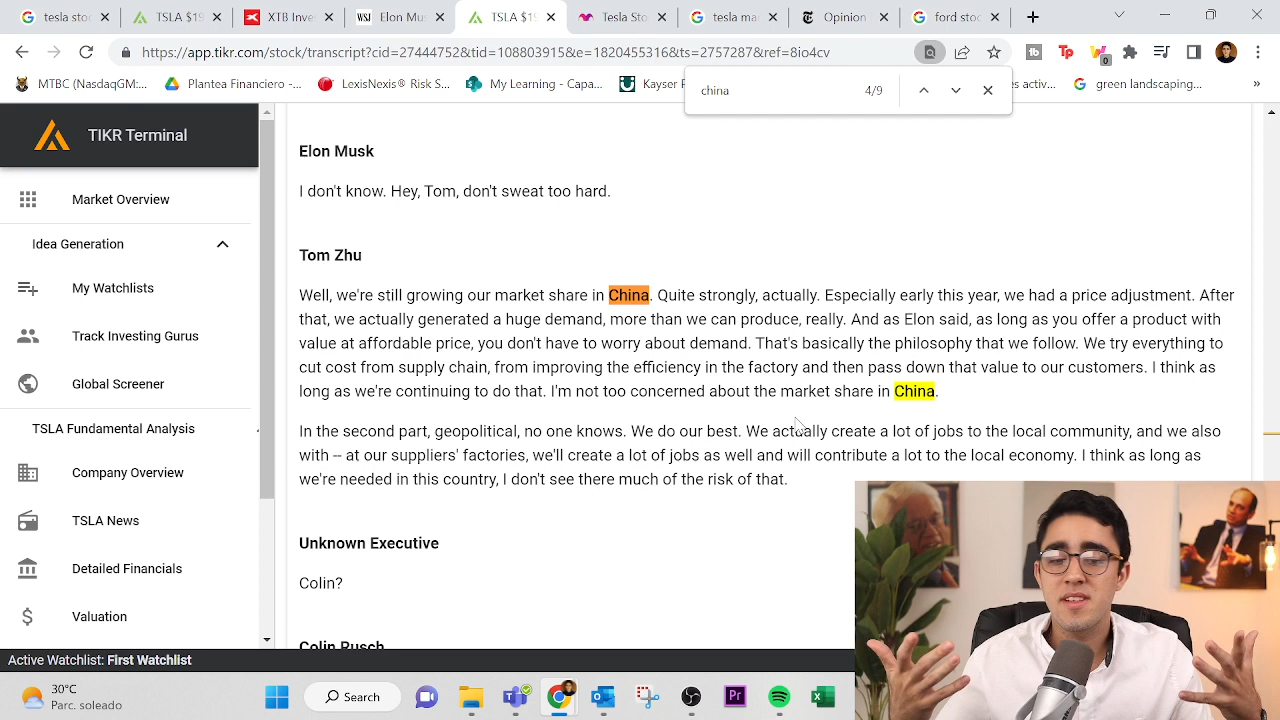 tesla stoc
TSLA $19
XTB Inve
WSJ
Elon Mus
TSLA $19
Tesla Sto
tesla mar
Opinion
ford stoc
https://app.tikr.com/stock/transcript?cid=27444752&tid=108803915&e=1820455316&ts=2757287&ref=8io4cv
tb
Tp
0
MTBC (NasdaqGM:...
Plantea Financiero -...
LexisNexis® Risk S...
My Learning - Capa...
Kayser
es activ...
green landscaping...
»
china
4/9
TIKR Terminal
Market Overview
Idea Generation
My Watchlists
Track Investing Gurus
Global Screener
TSLA Fundamental Analysis
Company Overview
TSLA News
Detailed Financials
$
Valuation
Elon Musk
I don't know. Hey, Tom, don't sweat too hard.
Tom Zhu
Well, we're still growing our market share in China. Quite strongly, actually. Especially early this year, we had a price adjustment. After
that, we actually generated a huge demand, more than we can produce, really. And as Elon said, as long as you offer a product with
value at affordable price, you don't have to worry about demand. That's basically the philosophy that we follow. We try everything to
cut cost from supply chain, from improving the efficiency in the factory and then pass down that value to our customers. I think as
long as we're continuing to do that. I'm not too concerned about the market share in China.
In the second part, geopolitical, no one knows. We do our best. We actually create a lot of jobs to the local community, and we also
with -- at our suppliers' factories, we'll create a lot of jobs as well and will contribute a lot to the local economy. I think as long as
we're needed in this country, I don't see there much of the risk of that.
Unknown Executive
Colin?
Colin Rusch
Active Watchlist: First Watchlist
30°C
Parc. soleado
Search
Pr